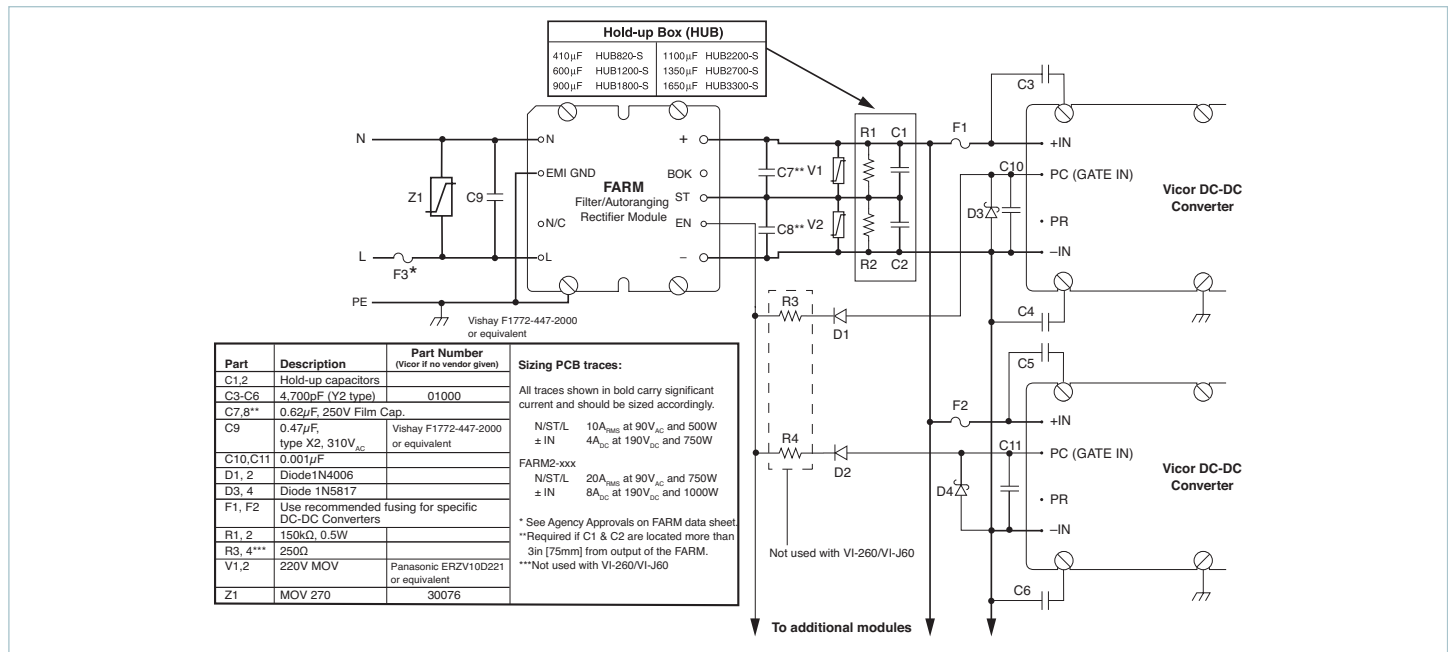 Hold-up Box (HUB)
410µF HUB820-S 1100µF HUB2200-S
600µF HUB1200-S 1350µF HUB2700-S
900µF HUB1800-S 1650µF HUB3300-S
N
Z1
C9
L
F3*
PE
N
EMI GND
N/C
L
FARM
Filter/Autoranging
Rectifier Module
+
BOK
ST
EN
–
Vishay F1772-447-2000
or equivalent
C7** V1
C8** V2
R1 C1
R2 C2
F1
C3
+IN
C10
PC (GATE IN)
D3
PR
–IN
Vicor DC-DC
Converter
C4
R3
D1
C5
F2
+IN
R4
D2
C11
PC (GATE IN)
D4
PR
–IN
Vicor DC-DC
Converter
Not used with VI-260/VI-J60
C6
To additional modules
Part Description Part Number
(Vicor if no vendor given)
C1,2 Hold-up capacitors
C3-C6 4,700pF (Y2 type) 01000
C7,8** 0.62µF, 250V Film Cap.
C9 0.47µF, Vishay F1772-447-2000
type X2, 310VAC or equivalent
C10,C11 0.001µF
D1, 2 Diode1N4006
D3, 4 Diode 1N5817
F1, F2 Use recommended fusing for specific
DC-DC Converters
R1, 2 150kΩ, 0.5W
R3, 4*** 250Ω
V1,2 220V MOV Panasonic ERZV10D221
or equivalent
Z1 MOV 270 30076
Sizing PCB traces:
All traces shown in bold carry significant
current and should be sized accordingly.
N/ST/L 10ARMS at 90VAC and 500W
± IN 4ADC at 190VDC and 750W
FARM2-xxx
N/ST/L 20ARMS at 90VAC and 750W
± IN 8ADC at 190VDC and 1000W
* See Agency Approvals on FARM data sheet.
**Required if C1 & C2 are located more than
3in [75mm] from output of the FARM.
***Not used with VI-260/VI-J60